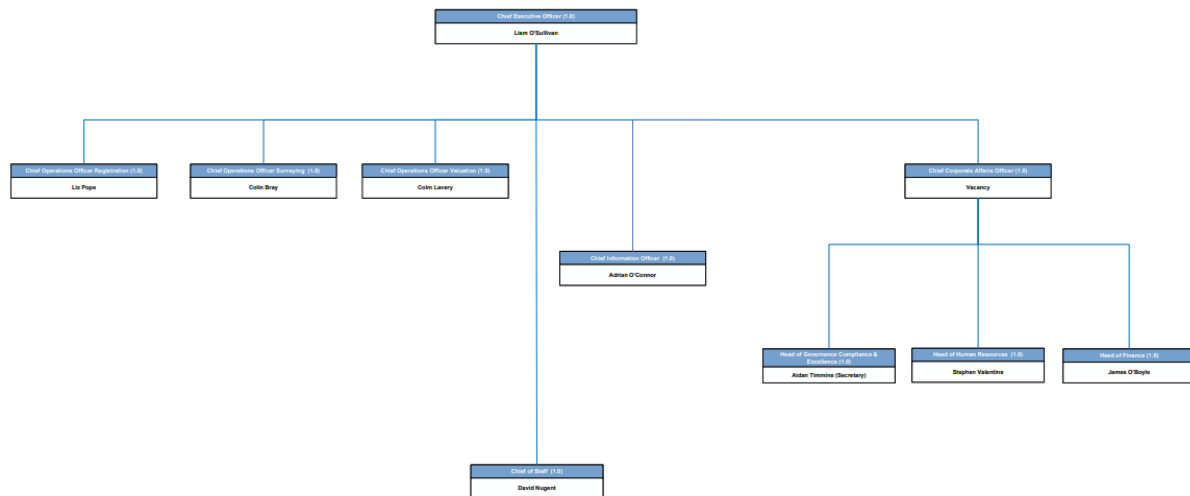 Chief Executive Officer (1.0)
Liam O'Sullivan
Chief Operations Officer Registration (1.0)
Liz Pope
Chief Operations Officer Surveying (1.0)
Colin Bray
Chief Operations Officer Valuation (1.0)
Colm Lavery
Chief Corporate Affairs Officer (1.0)
Vacancy
Chief Information Officer (1.0)
Adrian O'Connor
Head of Governance Compliance &
Excellence (1.0)
Aidan Timmins (Secretary)
Head of Human Resources (1.0)
Stephen Valentine
Head of Finance (1.0)
James O'Boyle
Chief of Staff (1.0)
David Nugent